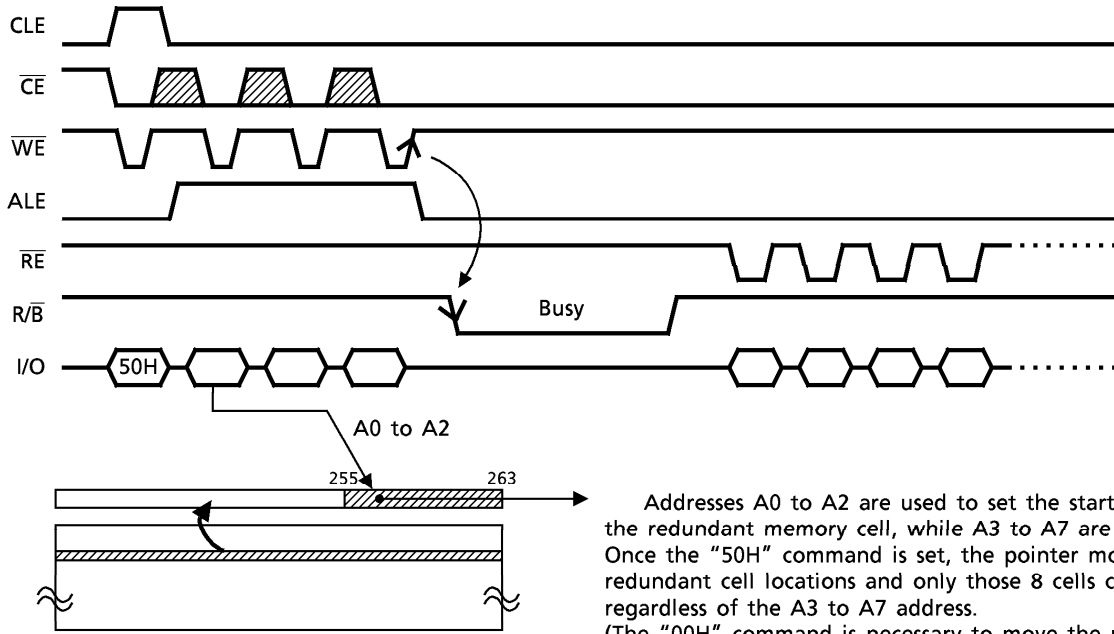 CLE
CE
WE
ALE
RE
R/B
Busy
I/O
50H
A0 to A2
255
263
Addresses A0 to A2 are used to set the start
the redundant memory cell, while A3 to A7 are
Once the “50H” command is set, the pointer mo
redundant cell locations and only those 8 cells c
regardless of the A3 to A7 address.
(The “00H” command is necessary to move the